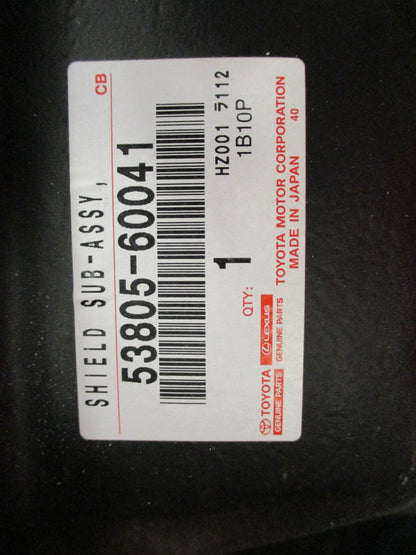 SHIELD SUB-ASSY,
CB
53805-60041
HZ001 ラ112
1B10P
QTY: 1
TOYOTA GENUINE PARTS
LEXUS GENUINE PARTS
TOYOTA MOTOR CORPORATION
MADE IN JAPAN 40